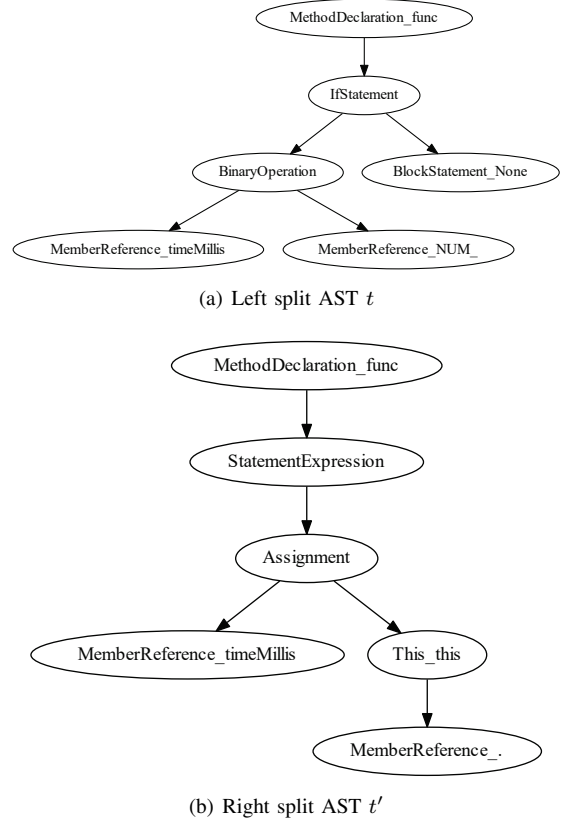 MethodDeclaration_func
IfStatement
BinaryOperation
BlockStatement_None
MemberReference_timeMillis
MemberReference_NUM_
(a) Left split AST t
MethodDeclaration_func
StatementExpression
Assignment
MemberReference_timeMillis
This_this
MemberReference_.
(b) Right split AST t′